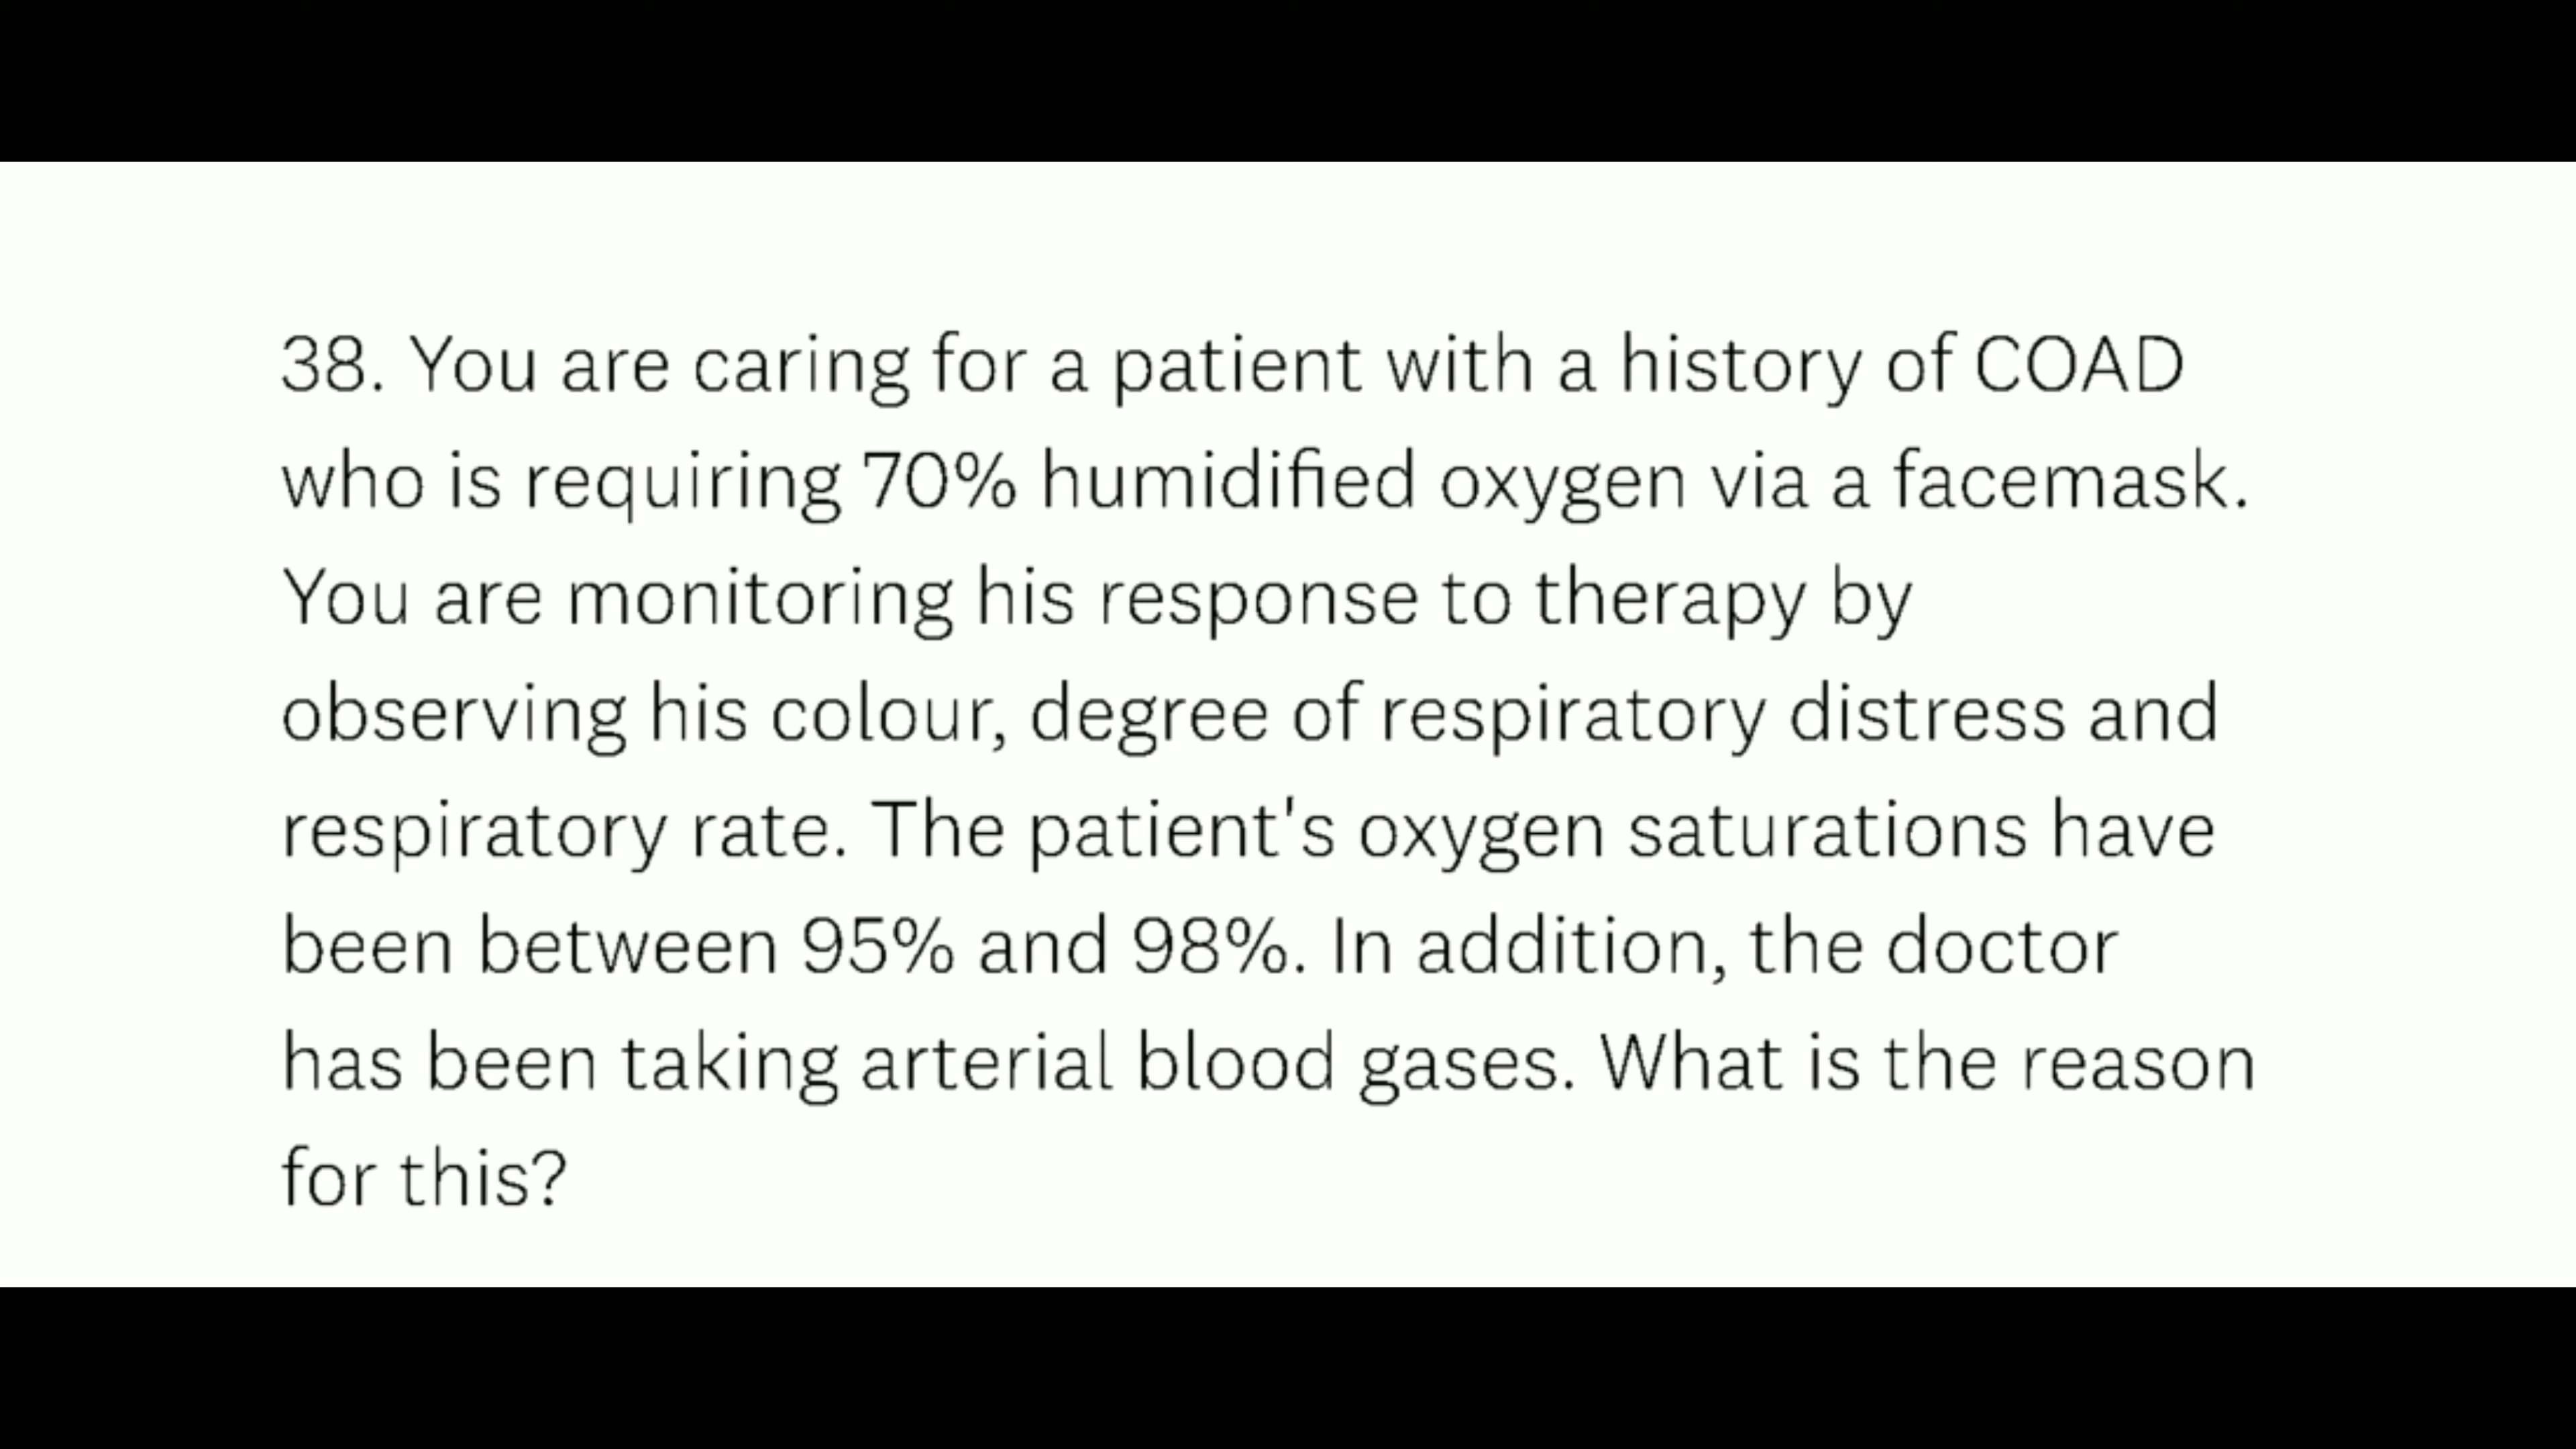 38. You are caring for a patient with a history of COAD
who is requiring 70% humidified oxygen via a facemask.
You are monitoring his response to therapy by
observing his colour, degree of respiratory distress and
respiratory rate. The patient's oxygen saturations have
been between 95% and 98%. In addition, the doctor
has been taking arterial blood gases. What is the reason
for this?